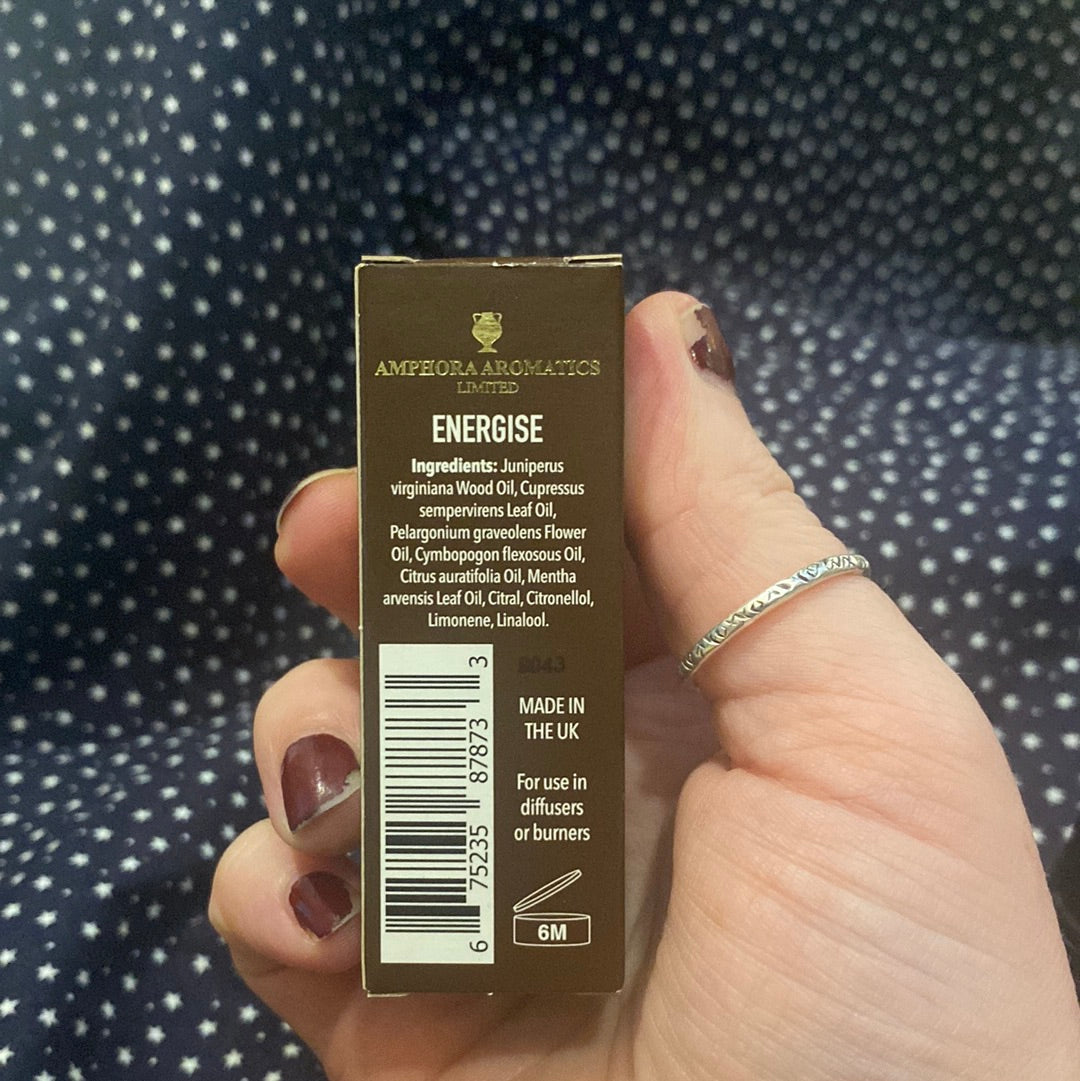 AMPHORA AROMATICS
LIMITED
ENERGISE
Ingredients: Juniperus
virginiana Wood Oil, Cupressus
sempervirens Leaf Oil,
Pelargonium graveolens Flower
Oil, Cymbopogon flexosous Oil,
Citrus auratifolia Oil, Mentha
arvensis Leaf Oil, Citral, Citronellol,
Limonene, Linalool.
6 75235 87873 3
MADE IN
THE UK
For use in
diffusers
or burners
6M